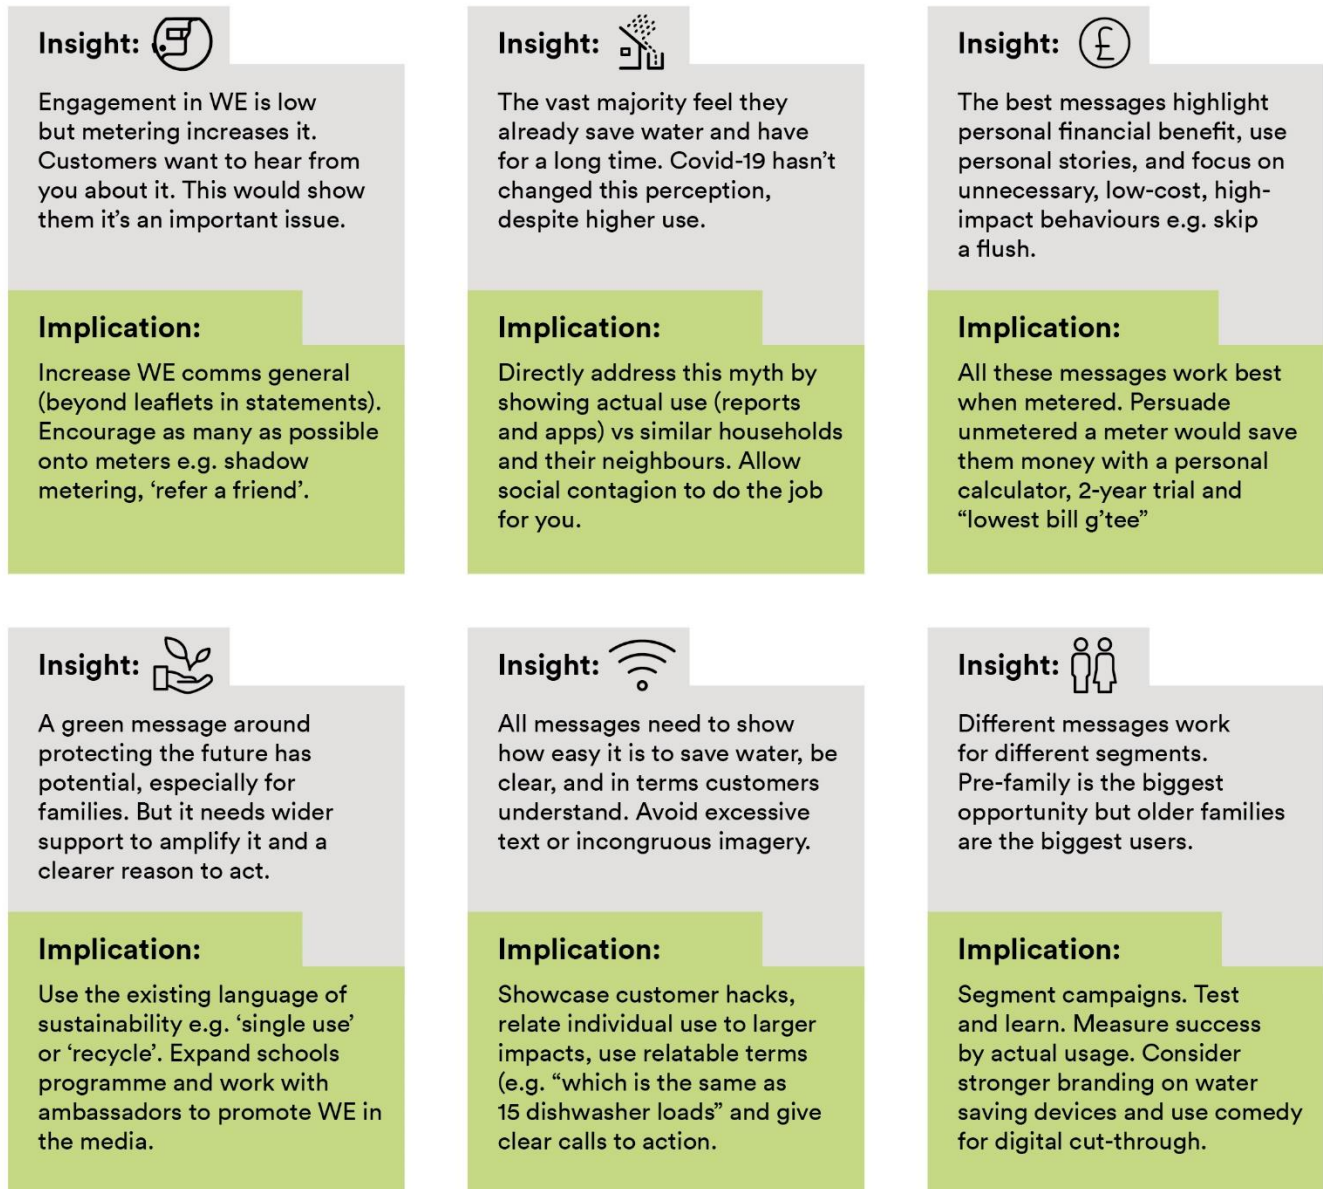 Insight:
Engagement in WE is low
but metering increases it.
Customers want to hear from
you about it. This would show
them it’s an important issue.
Implication:
Increase WE comms general
(beyond leaflets in statements).
Encourage as many as possible
onto meters e.g. shadow
metering, ‘refer a friend’.
Insight:
The vast majority feel they
already save water and have
for a long time. Covid-19 hasn’t
changed this perception,
despite higher use.
Implication:
Directly address this myth by
showing actual use (reports
and apps) vs similar households
and their neighbours. Allow
social contagion to do the job
for you.
Insight: £
The best messages highlight
personal financial benefit, use
personal stories, and focus on
unnecessary, low-cost, high-
impact behaviours e.g. skip
a flush.
Implication:
All these messages work best
when metered. Persuade
unmetered a meter would save
them money with a personal
calculator, 2-year trial and
“lowest bill g’tee”
Insight:
A green message around
protecting the future has
potential, especially for
families. But it needs wider
support to amplify it and a
clearer reason to act.
Implication:
Use the existing language of
sustainability e.g. ‘single use’
or ‘recycle’. Expand schools
programme and work with
ambassadors to promote WE in
the media.
Insight:
All messages need to show
how easy it is to save water, be
clear, and in terms customers
understand. Avoid excessive
text or incongruous imagery.
Implication:
Showcase customer hacks,
relate individual use to larger
impacts, use relatable terms
(e.g. “which is the same as
15 dishwasher loads” and give
clear calls to action.
Insight:
Different messages work
for different segments.
Pre-family is the biggest
opportunity but older families
are the biggest users.
Implication:
Segment campaigns. Test
and learn. Measure success
by actual usage. Consider
stronger branding on water
saving devices and use comedy
for digital cut-through.